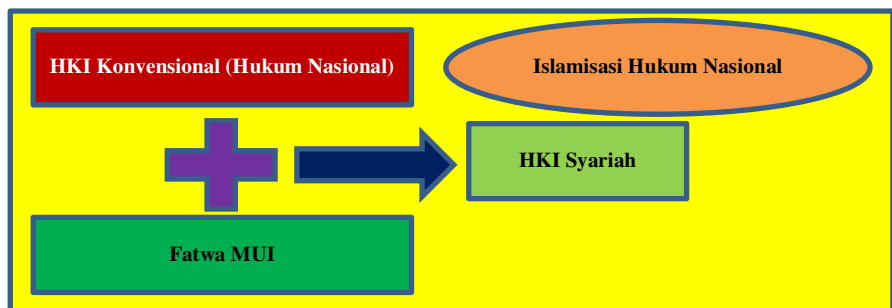 HKI Konvensional (Hukum Nasional)
Islamisasi Hukum Nasional
HKI Syariah
Fatwa MUI